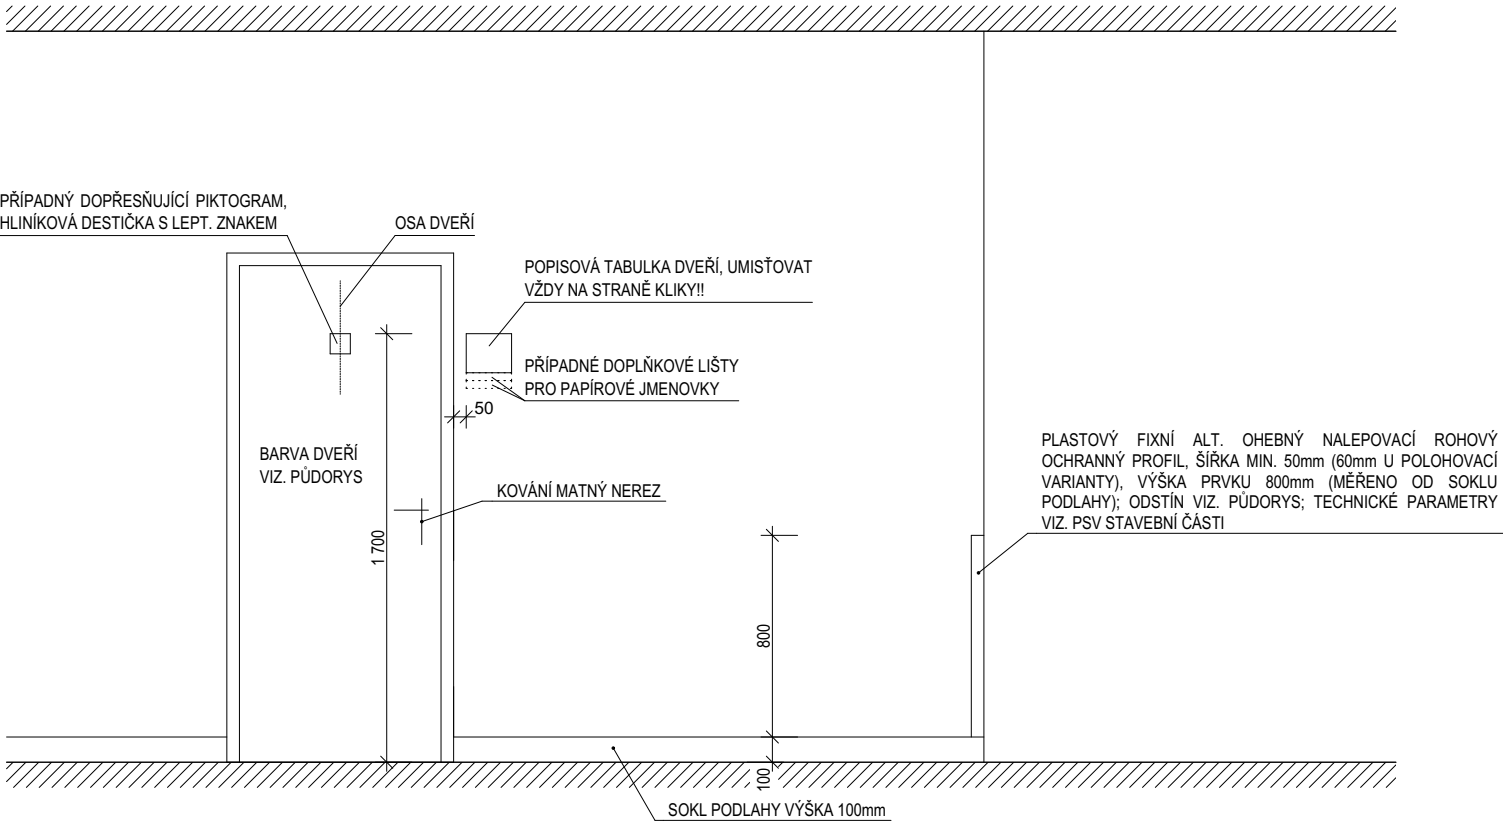 PŘÍPADNÝ DOPŘESŇUJÍCÍ PIKTOGRAM,
HLINÍKOVÁ DESTIČKA S LEPT. ZNAKEM
OSA DVEŘÍ
POPISOVÁ TABULKA DVEŘÍ, UMISŤOVAT
VŽDY NA STRANĚ KLIKY!!
PŘÍPADNÉ DOPLŇKOVÉ LIŠTY
PRO PAPÍROVÉ JMENOVKY
50
BARVA DVEŘÍ
VIZ. PŮDORYS
KOVÁNÍ MATNÝ NEREZ
1 700
PLASTOVÝ FIXNÍ ALT. OHEBNÝ NALEPOVACÍ ROHOVÝ
OCHRANNÝ PROFIL, ŠÍŘKA MIN. 50mm (60mm U POLOHOVACÍ
VARIANTY), VÝŠKA PRVKU 800mm (MĚŘENO OD SOKLU
PODLAHY); ODSTÍN VIZ. PŮDORYS; TECHNICKÉ PARAMETRY
VIZ. PSV STAVEBNÍ ČÁSTI
800
100
SOKL PODLAHY VÝŠKA 100mm